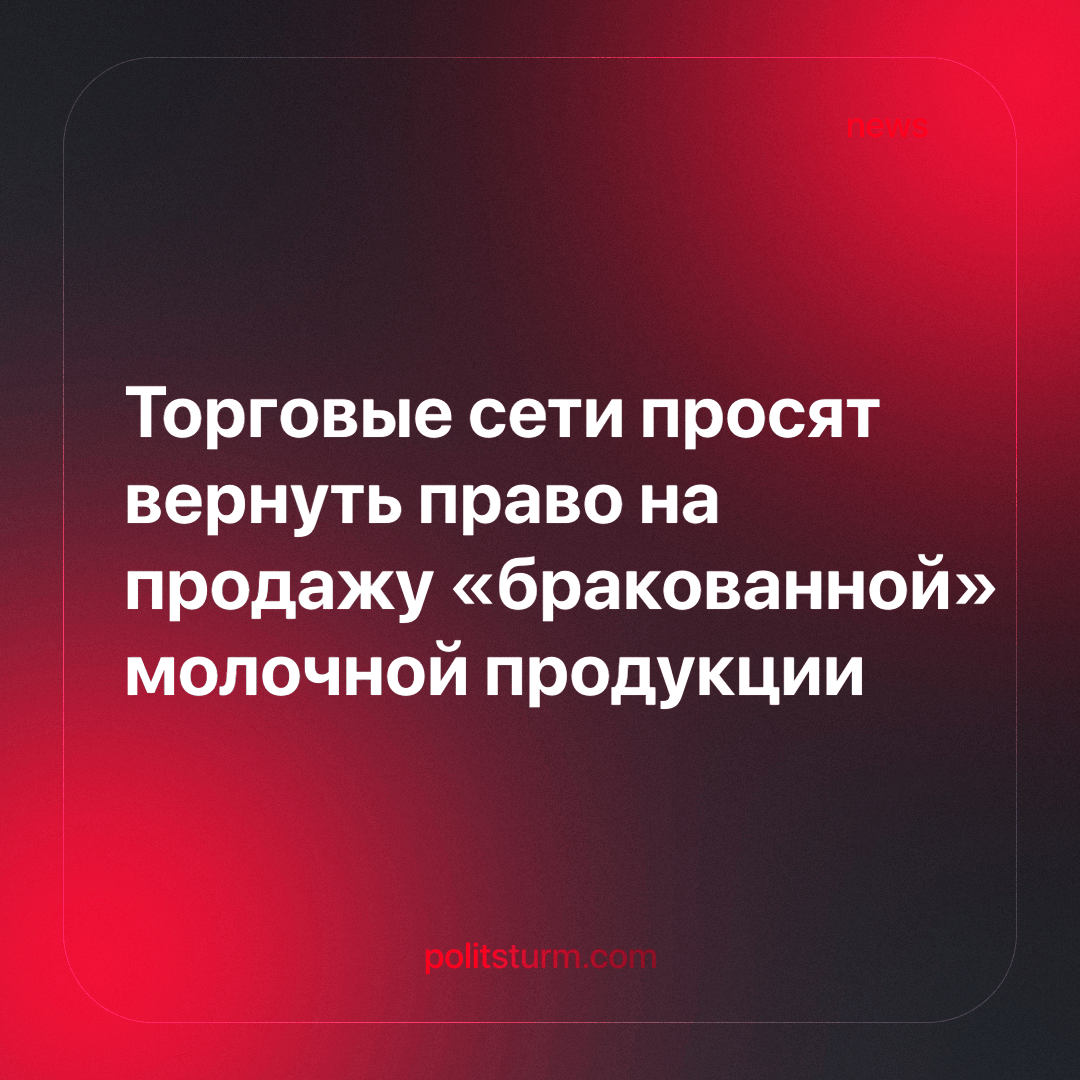 news
Торговые сети просят
вернуть право на
продажу «бракованной»
молочной продукции
politsturm.com